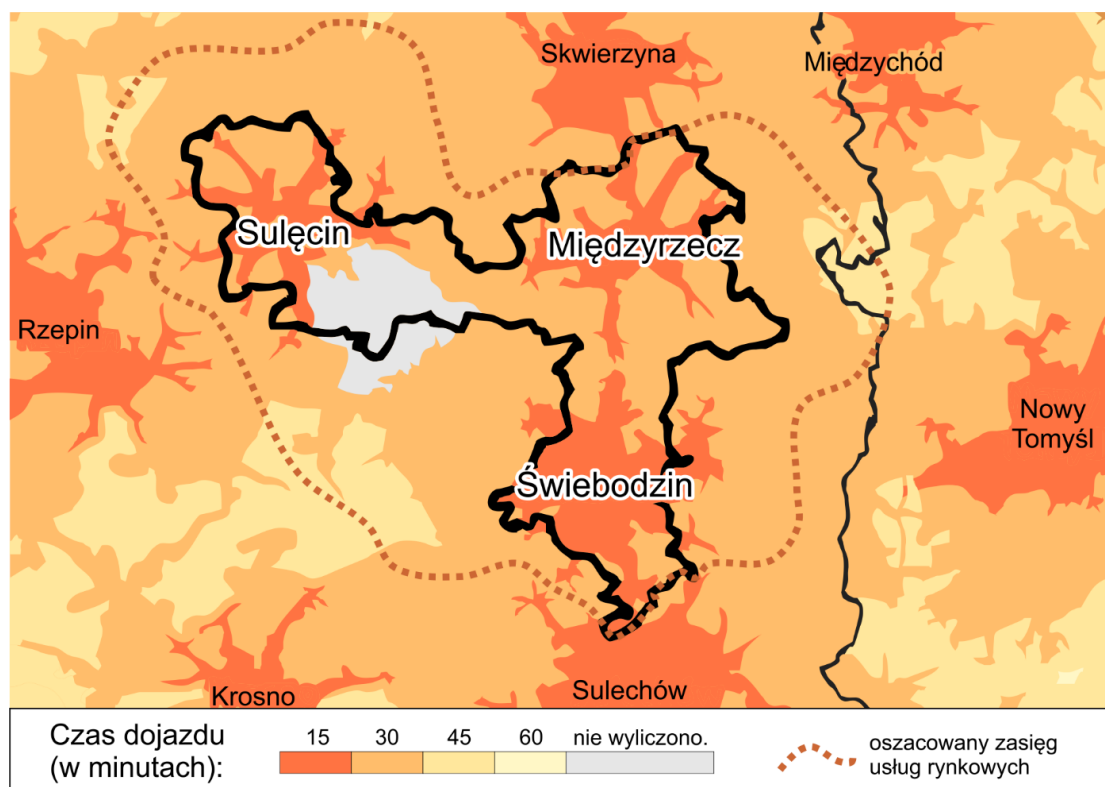 Skwierzyna
Międzychód
Sulęcin
Międzyrzecz
Rzepin
Nowy
Tomyśl
Świebodzin
Krosno
Sulechów
Czas dojazdu
(w minutach):
15 30 45 60 nie wyliczono.
oszacowany zasięg
usług rynkowych